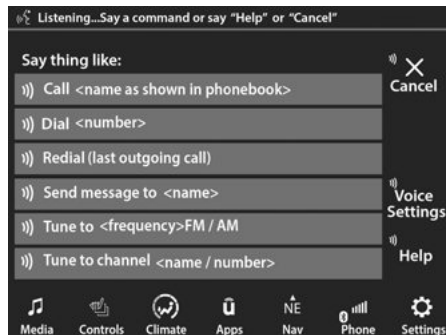 Listening...Say a command or say "Help" or "Cancel"
Say thing like:
Call <name as shown in phonebook>
Dial <number>
Redial (last outgoing call)
Send message to <name>
Tune to <frequency>FM / AM
Tune to channel <name / number>
Cancel
Voice
Settings
Help
û
NE
Media Controls Climate Apps Nav Phone Settings